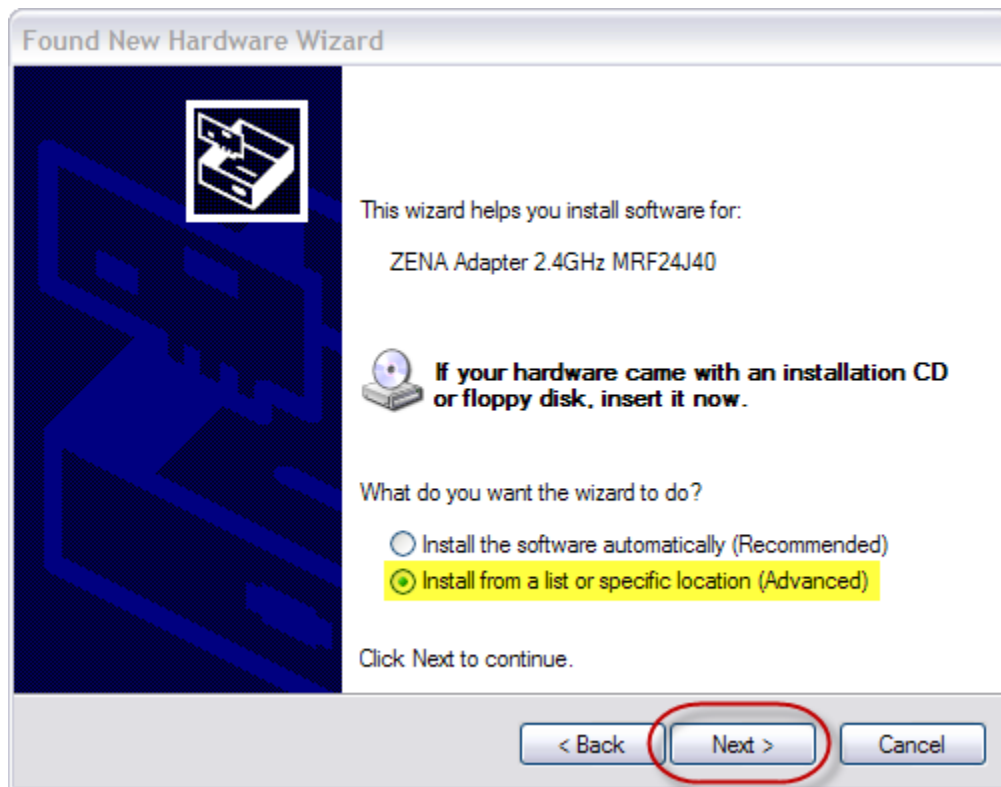 Found New Hardware Wizard
This wizard helps you install software for:
ZENA Adapter 2.4GHz MRF24J40
If your hardware came with an installation CD
or floppy disk, insert it now.
What do you want the wizard to do?
Install the software automatically (Recommended)
Install from a list or specific location (Advanced)
Click Next to continue.
< Back
Next >
Cancel